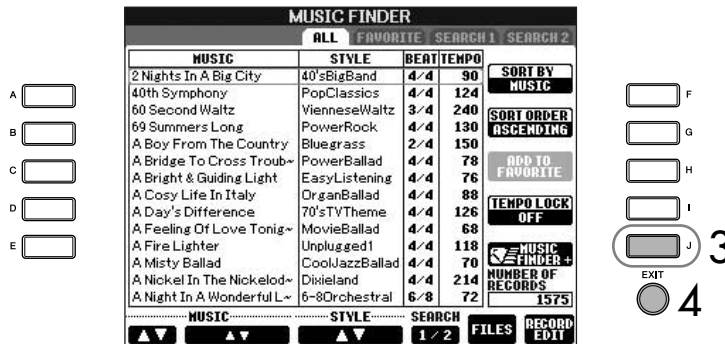 MUSIC FINDER
ALL FAVORITE SEARCH 1 SEARCH 2
MUSIC STYLE BEAT TEMPO
2 Nights In A Big City 40'sBigBand 4/4 90
40th Symphony PopClassics 4/4 124
60 Second Waltz VienneseWaltz 3/4 240
69 Summers Long PowerRock 4/4 130
A Boy From The Country Bluegrass 2/4 150
A Bridge To Cross Troub~ PowerBallad 4/4 78
A Bright & Guiding Light EasyListening 4/4 76
A Cosy Life In Italy OrganBallad 4/4 88
A Day's Difference 70'sTVTheme 4/4 126
A Feeling Of Love Tonig~ MovieBallad 4/4 68
A Fire Lighter Unplugged1 4/4 118
A Misty Ballad CoolJazzBallad 4/4 70
A Nickel In The Nickelod~ Dixieland 4/4 214
A Night In A Wonderful L~ 6-8Orchestral 6/8 72
SORT BY
MUSIC
SORT ORDER
ASCENDING
ADD TO
FAVORITE
TEMPO LOCK
OFF
MUSIC
FINDER +
NUMBER OF
RECORDS
1575
MUSIC STYLE SEARCH
1 / 2 FILES RECORD
EDIT
A
B
C
D
E
F
G
H
I
J 3
EXIT
4